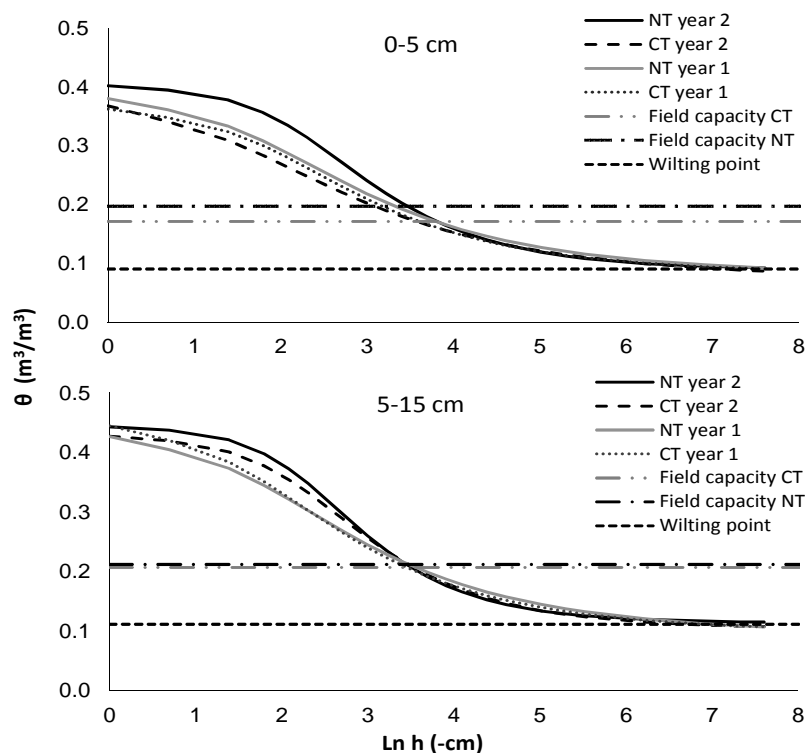 0-5 cm
NT year 2
CT year 2
NT year 1
CT year 1
Field capacity CT
Field capacity NT
Wilting point
0.5
0.4
0.3
0.2
0.1
0.0
0 1 2 3 4 5 6 7 8
θ (m³/m³)
5-15 cm
NT year 2
CT year 2
NT year 1
CT year 1
Field capacity CT
Field capacity NT
Wilting point
0.5
0.4
0.3
0.2
0.1
0.0
0 1 2 3 4 5 6 7 8
Ln h (-cm)